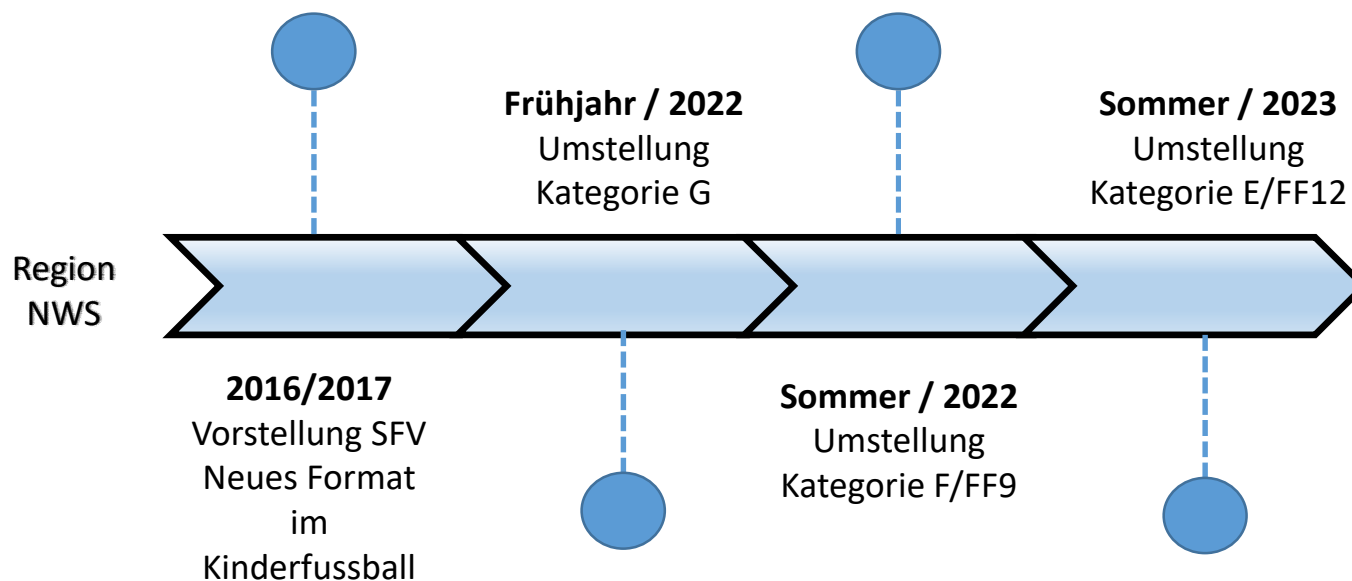 Region
NWS
2016/2017
Vorstellung SFV
Neues Format
im
Kinderfussball
Frühjahr / 2022
Umstellung
Kategorie G
Sommer / 2022
Umstellung
Kategorie F/FF9
Sommer / 2023
Umstellung
Kategorie E/FF12